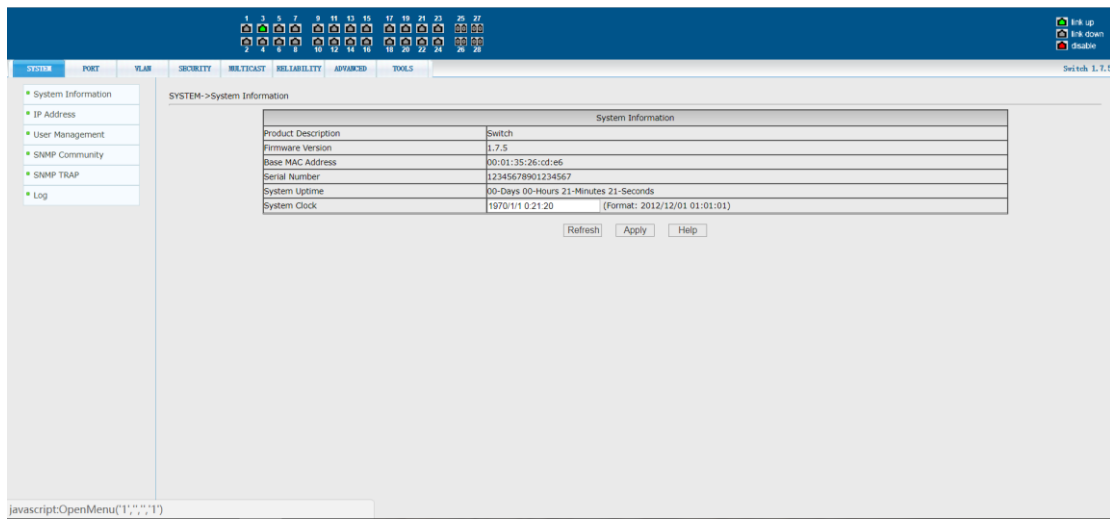 1 3 5 7 9 11 13 15 17 19 21 23 25 27
2 4 6 8 10 12 14 16 18 20 22 24 26 28
link up
link down
disable
SYSTEM PORT VLAN SECURITY MULTICAST RELIABILITY ADVANCED TOOLS Switch 1.7.5
System Information
IP Address
User Management
SNMP Community
SNMP TRAP
Log
SYSTEM->System Information
System Information
Product Description Switch
Firmware Version 1.7.5
Base MAC Address 00:01:35:26:cd:e6
Serial Number 12345678901234567
System Uptime 00-Days 00-Hours 21-Minutes 21-Seconds
System Clock 1970/1/1 0:21:20 (Format: 2012/12/01 01:01:01)
Refresh Apply Help
javascript:OpenMenu('1','','','1')